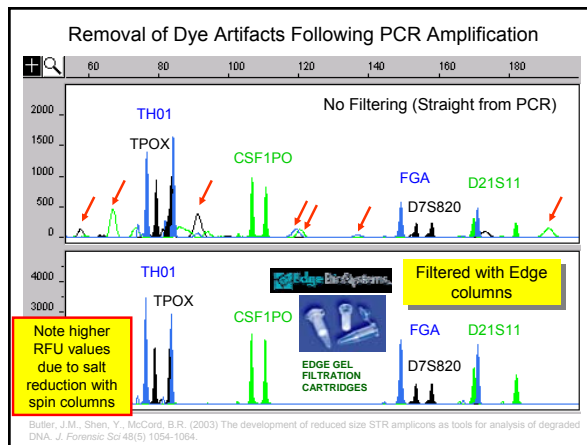 Removal of Dye Artifacts Following PCR Amplification
60 80 100 120 140 160 180
2000
1500
1000
500
0
No Filtering (Straight from PCR)
TH01
TPOX
CSF1PO
FGA
D7S820
D21S11
4000
3000
TH01
TPOX
CSF1PO
Edge BioSystems
EDGE GEL
FILTRATION
CARTRIDGES
Filtered with Edge
columns
FGA
D7S820
D21S11
Note higher
RFU values
due to salt
reduction with
spin columns
Butler, J.M., Shen, Y., McCord, B.R. (2003) The development of reduced size STR amplicons as tools for analysis of degraded
DNA. J. Forensic Sci 48(5) 1054-1064.